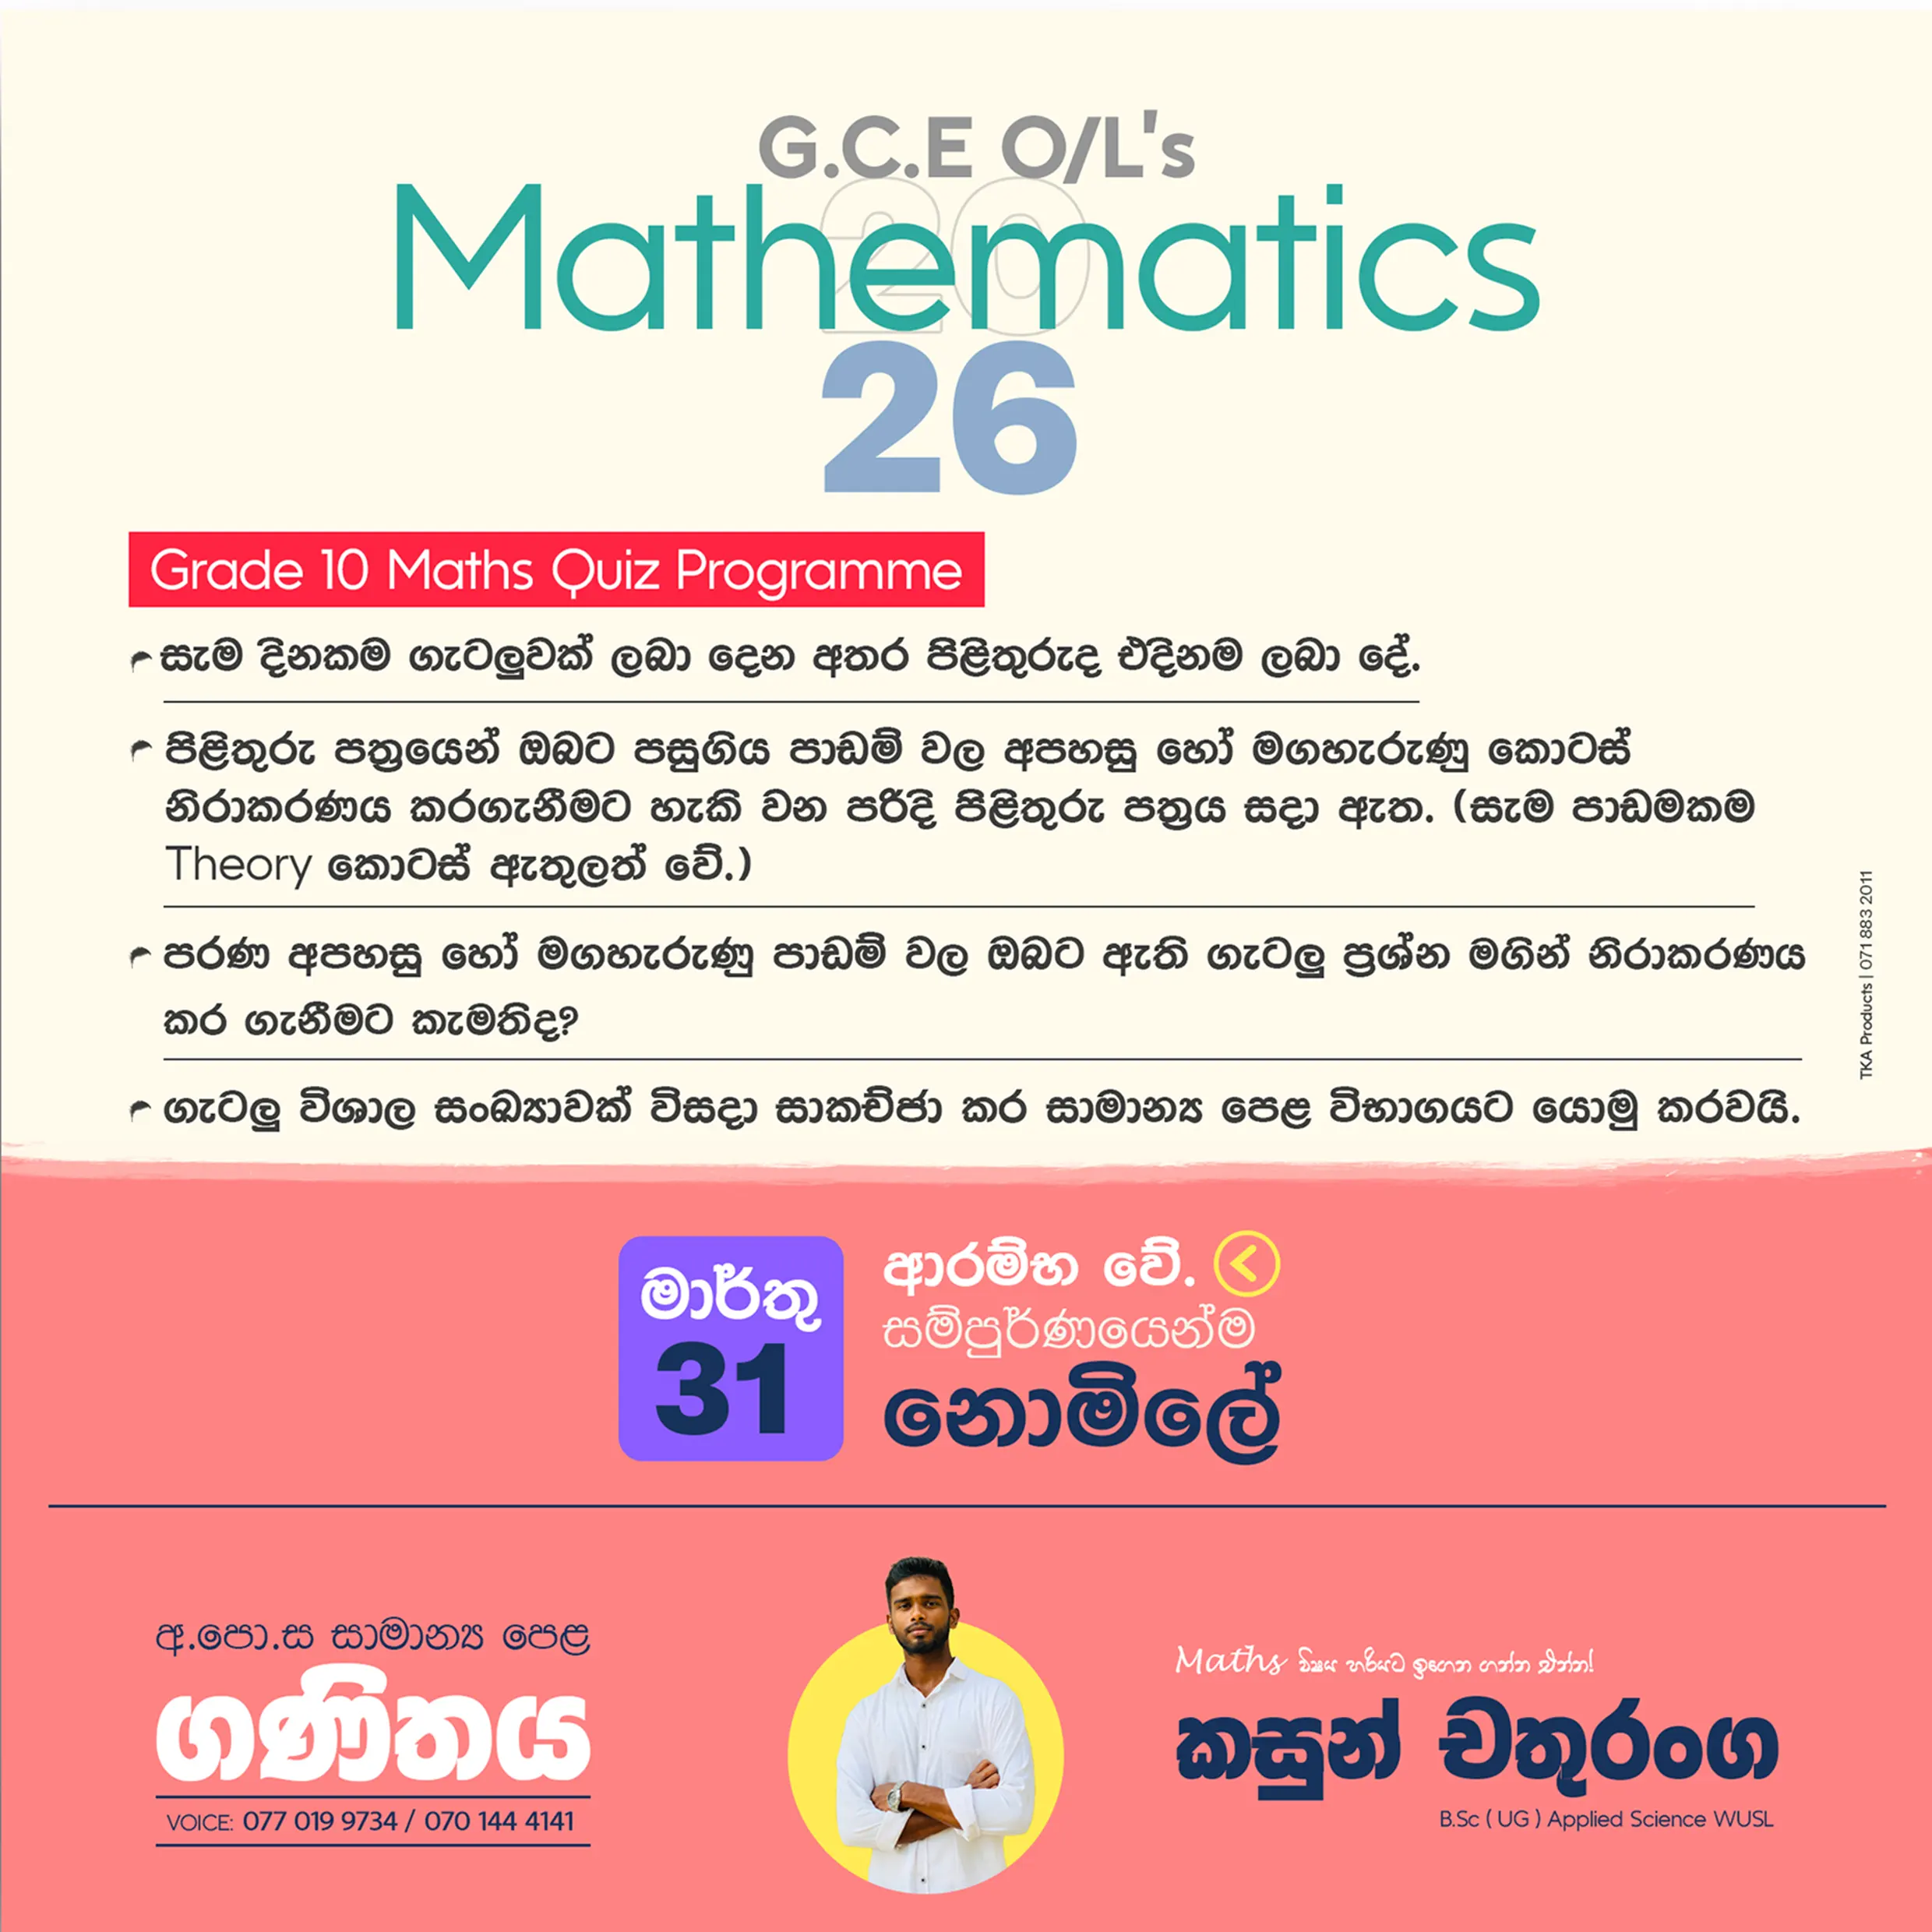 G.C.E O/L's
20
Mathematics
26
Grade 10 Maths Quiz Programme
සැම දිනකම ගැටලුවක් ලබා දෙන අතර පිළිතුරුද එදිනම ලබා දේ.
පිළිතුරු පත්‍රයෙන් ඔබට පසුගිය පාඩම් වල අපහසු හෝ මගහැරුණු කොටස්
නිරාකරණය කරගැනීමට හැකි වන පරිදි පිළිතුරු පත්‍රය සදා ඇත. (සැම පාඩමකම
Theory කොටස් ඇතුලත් වේ.)
පරණ අපහසු හෝ මගහැරුණු පාඩම් වල ඔබට ඇති ගැටලු ප්‍රශ්න මගින් නිරාකරණය
කර ගැනීමට කැමතිද?
ගැටලු විශාල සංඛ්‍යාවක් විසදා සාකච්ජා කර සාමාන්‍ය පෙළ විභාගයට යොමු කරවයි.
TKA Products | 071 883 2011
මාර්තු
31
ආරම්භ වේ.
සම්පුර්ණයෙන්ම
නොමිලේ
අ.පො.ස සාමාන්‍ය පෙළ
ගණිතය
VOICE: 077 019 9734 / 070 144 4141
Maths විෂය හරියට ඉගෙන ගන්න එන්න!
කසුන් චතුරංග
B.Sc ( UG ) Applied Science WUSL